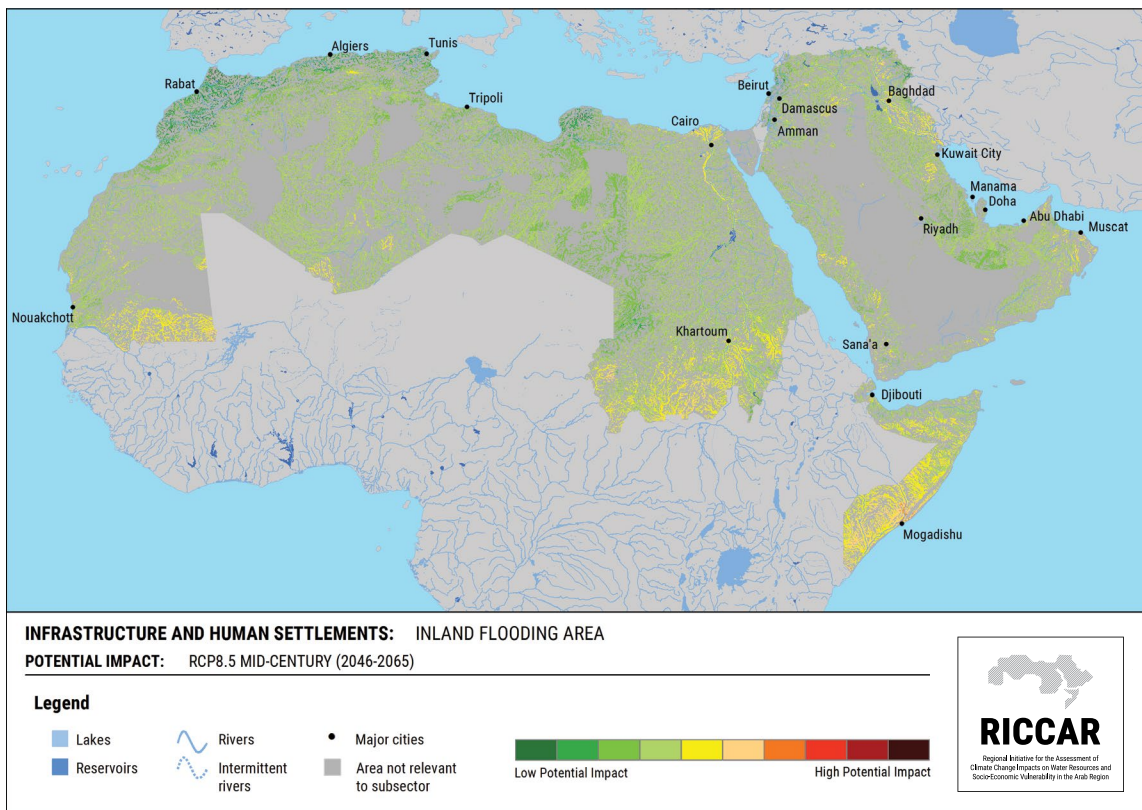 Algiers
Tunis
Rabat
Tripoli
Beirut
Damascus
Baghdad
Cairo
Amman
Kuwait City
Manama
Doha
Abu Dhabi
Riyadh
Muscat
Nouakchott
Khartoum
Sana'a
Djibouti
Mogadishu
INFRASTRUCTURE AND HUMAN SETTLEMENTS: INLAND FLOODING AREA
POTENTIAL IMPACT: RCP8.5 MID-CENTURY (2046-2065)
Legend
Lakes
Reservoirs
Rivers
Intermittent
rivers
Major cities
Area not relevant
to subsector
Low Potential Impact
High Potential Impact
RICCAR
Regional Initiative for the Assessment of
Climate Change Impacts on Water Resources and
Socio-Economic Vulnerability in the Arab Region